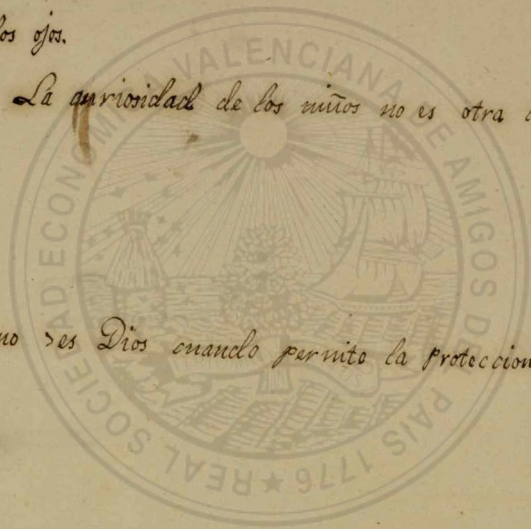 los ojos.
La quriosidad de los niños no es otra
no es Dios cuando permite la Proteccion
REAL SOCIEDAD ECONOMICA VALENCIANA DE AMIGOS DEL PAIS 1776